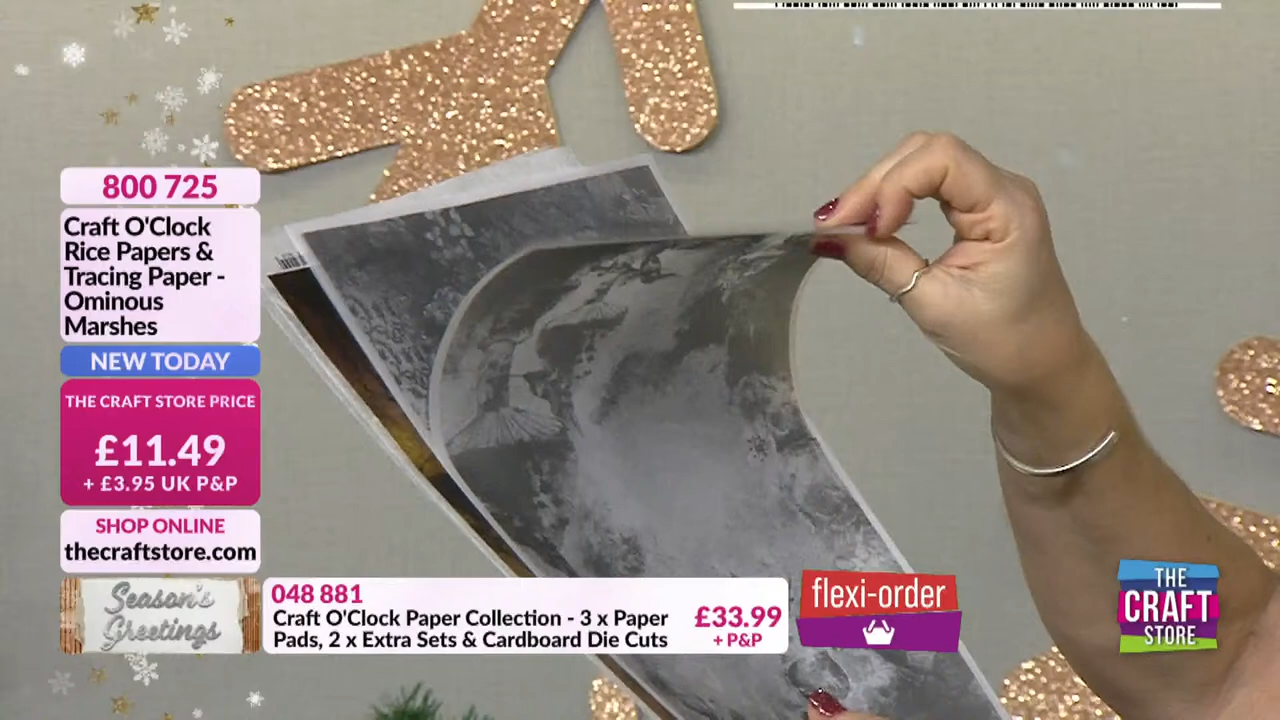 800 725
Craft O'Clock
Rice Papers &
Tracing Paper -
Ominous
Marshes
NEW TODAY
THE CRAFT STORE PRICE
£11.49
+ £3.95 UK P&P
SHOP ONLINE
thecraftstore.com
Season's
Greetings
048 881
Craft O'Clock Paper Collection - 3 x Paper
Pads, 2 x Extra Sets & Cardboard Die Cuts
£33.99
+ P&P
flexi-order
THE
CRAFT
STORE